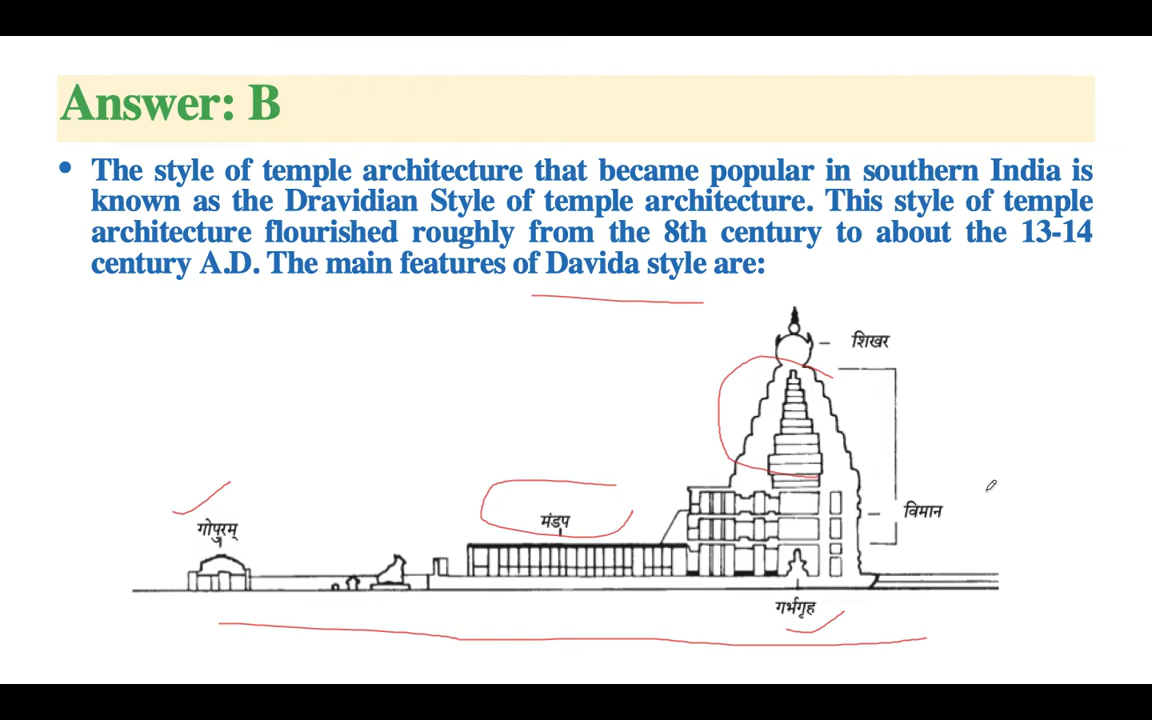 Answer: B
• The style of temple architecture that became popular in southern India is
known as the Dravidian Style of temple architecture. This style of temple
architecture flourished roughly from the 8th century to about the 13-14
century A.D. The main features of Davida style are:
शिखर
विमान
मंडप
गोपुरम्
गर्भगृह